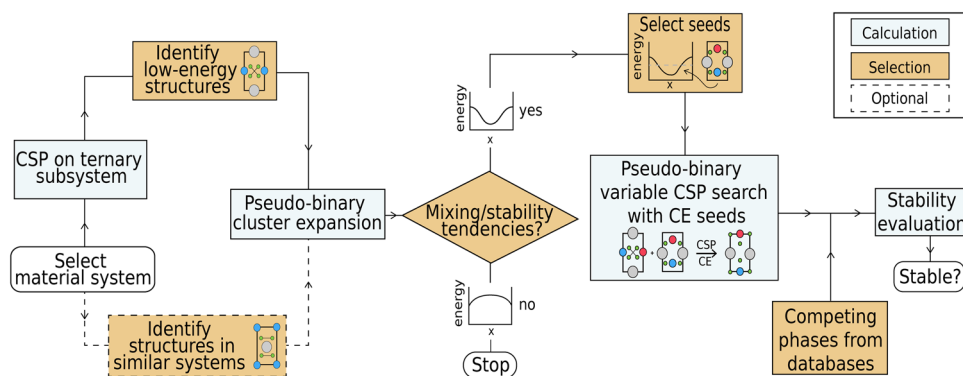 Identify
low-energy
structures
CSP on ternary
subsystem
Select
material system
Identify
structures in
similar systems
Pseudo-binary
cluster expansion
Mixing/stability
tendencies?
energy
x
yes
energy
x
no
Stop
Select seeds
energy
x
Pseudo-binary
variable CSP search
with CE seeds
+
CSP
CE
Competing
phases from
databases
Stability
evaluation
Stable?
Calculation
Selection
Optional